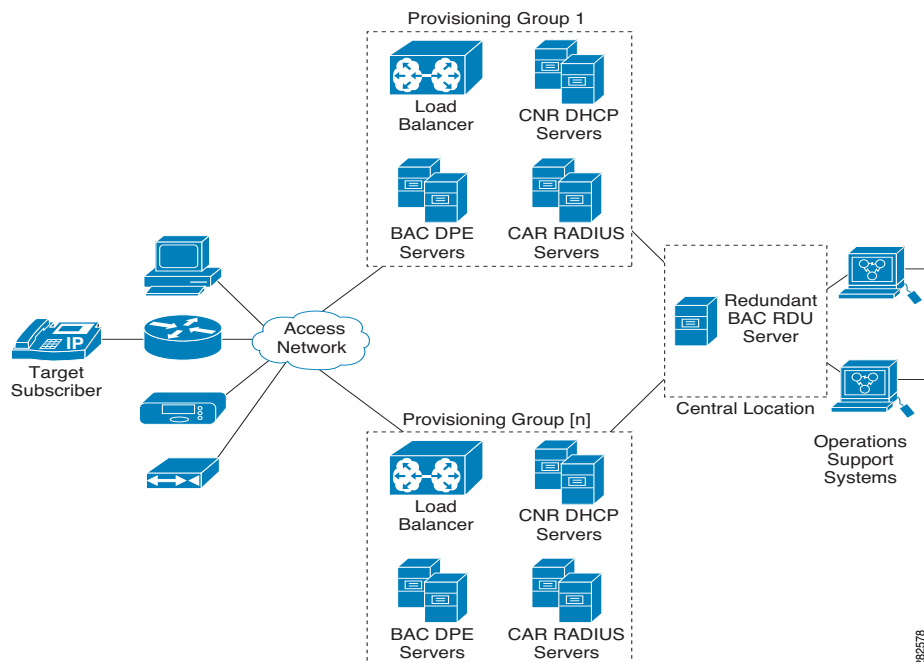 Provisioning Group 1
Load
Balancer
CNR DHCP
Servers
BAC DPE
Servers
CAR RADIUS
Servers
Access
Network
IP
Target
Subscriber
Redundant
BAC RDU
Server
Central Location
Operations
Support
Systems
Provisioning Group [n]
Load
Balancer
CNR DHCP
Servers
BAC DPE
Servers
CAR RADIUS
Servers